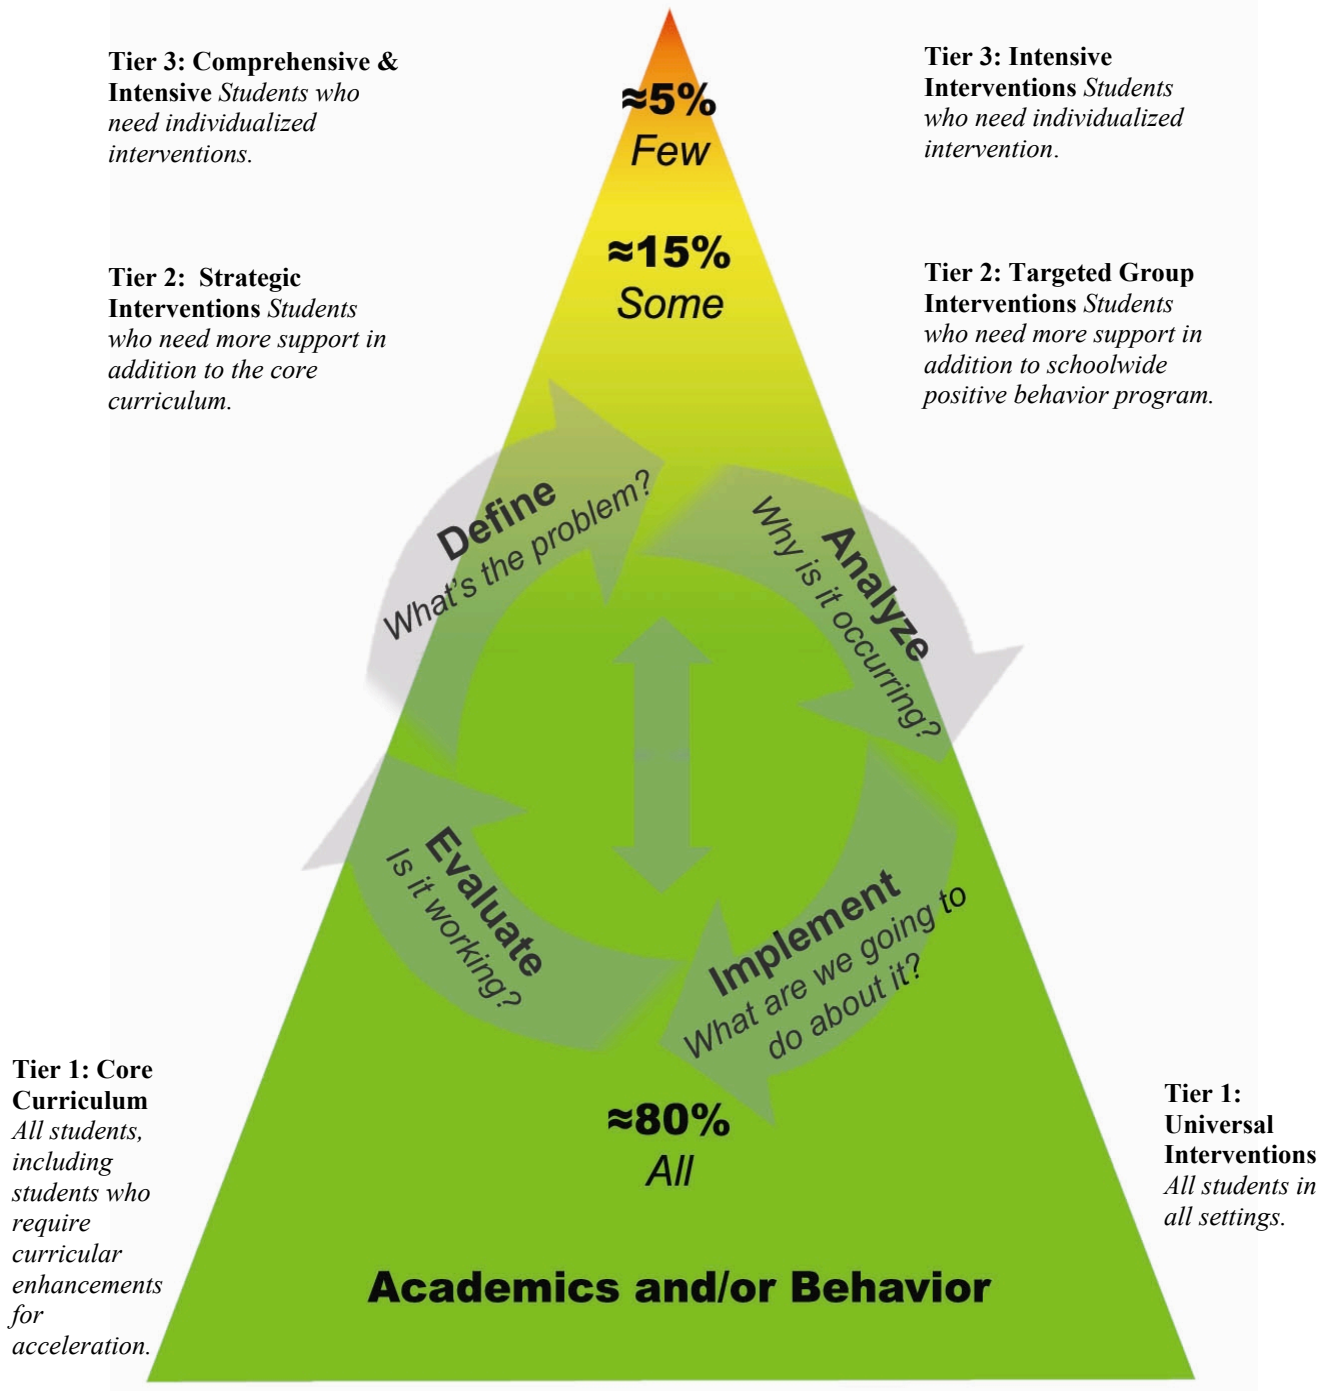 Tier 3: Comprehensive &
Intensive Students who
need individualized
interventions.
Tier 3: Intensive
Interventions Students
who need individualized
intervention.
≈5%
Few
≈15%
Some
Tier 2:  Strategic
Interventions Students
who need more support in
addition to the core
curriculum.
Tier 2: Targeted Group
Interventions Students
who need more support in
addition to schoolwide
positive behavior program.
Define
What's the problem?
Analyze
Why is it occurring?
Implement
What are we going to
do about it?
Evaluate
Is it working?
Tier 1: Core
Curriculum
All students,
including
students who
require
curricular
enhancements
for
acceleration.
≈80%
All
Tier 1:
Universal
Interventions
All students in
all settings.
Academics and/or Behavior